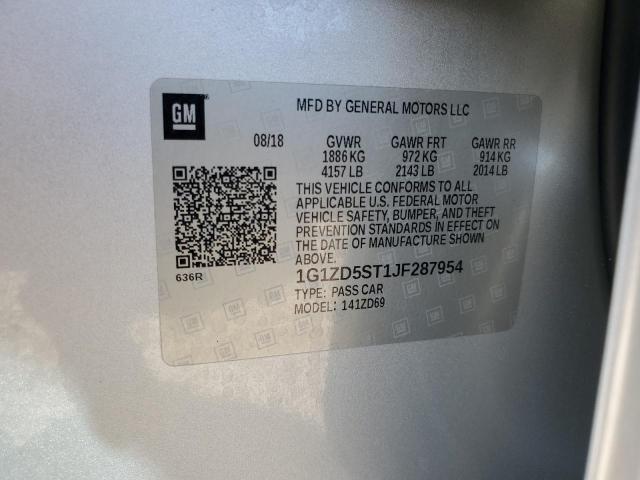 GM
MFD BY GENERAL MOTORS LLC
08/18 GVWR GAWR FRT GAWR RR
1886 KG 972 KG 914 KG
4157 LB 2143 LB 2014 LB
THIS VEHICLE CONFORMS TO ALL
APPLICABLE U.S. FEDERAL MOTOR
VEHICLE SAFETY, BUMPER, AND THEFT
PREVENTION STANDARDS IN EFFECT ON
THE DATE OF MANUFACTURE SHOWN
ABOVE.
636R
1G1ZD5ST1JF287954
TYPE: PASS CAR
MODEL: 141ZD69